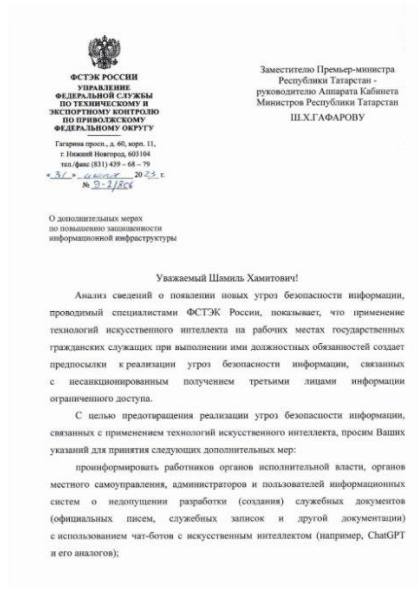 ФСТЭК РОССИИ
УПРАВЛЕНИЕ
ФЕДЕРАЛЬНОЙ СЛУЖБЫ
ПО ТЕХНИЧЕСКОМУ И
ЭКСПОРТНОМУ КОНТРОЛЮ
ПО ПРИВОЛЖСКОМУ
ФЕДЕРАЛЬНОМУ ОКРУГУ
Гагарина просп., д. 60, корп. 11,
г. Нижний Новгород, 603104
тел./факс (831) 439 – 68 – 79
«31» 2023 г.
№ 9-2/806
Заместителю Премьер-министра
Республики Татарстан -
руководителю Аппарата Кабинета
Министров Республики Татарстан
Ш.Х.ГАФАРОВУ
О дополнительных мерах
по повышению защищенности
информационной инфраструктуры
Уважаемый Шамиль Хамитович!
Анализ сведений о появлении новых угроз безопасности информации,
проводимый специалистами ФСТЭК России, показывает, что применение
технологий искусственного интеллекта на рабочих местах государственных
гражданских служащих при выполнении ими должностных обязанностей создает
предпосылки к реализации угроз безопасности информации, связанных
с несанкционированным получением третьими лицами информации
ограниченного доступа.
С целью предотвращения реализации угроз безопасности информации,
связанных с применением технологий искусственного интеллекта, просим Ваших
указаний для принятия следующих дополнительных мер:
проинформировать работников органов исполнительной власти, органов
местного самоуправления, администраторов и пользователей информационных
систем о недопущении разработки (создания) служебных документов
(официальных писем, служебных записок и другой документации)
с использованием чат-ботов с искусственным интеллектом (например, ChatGPT
и его аналогов);